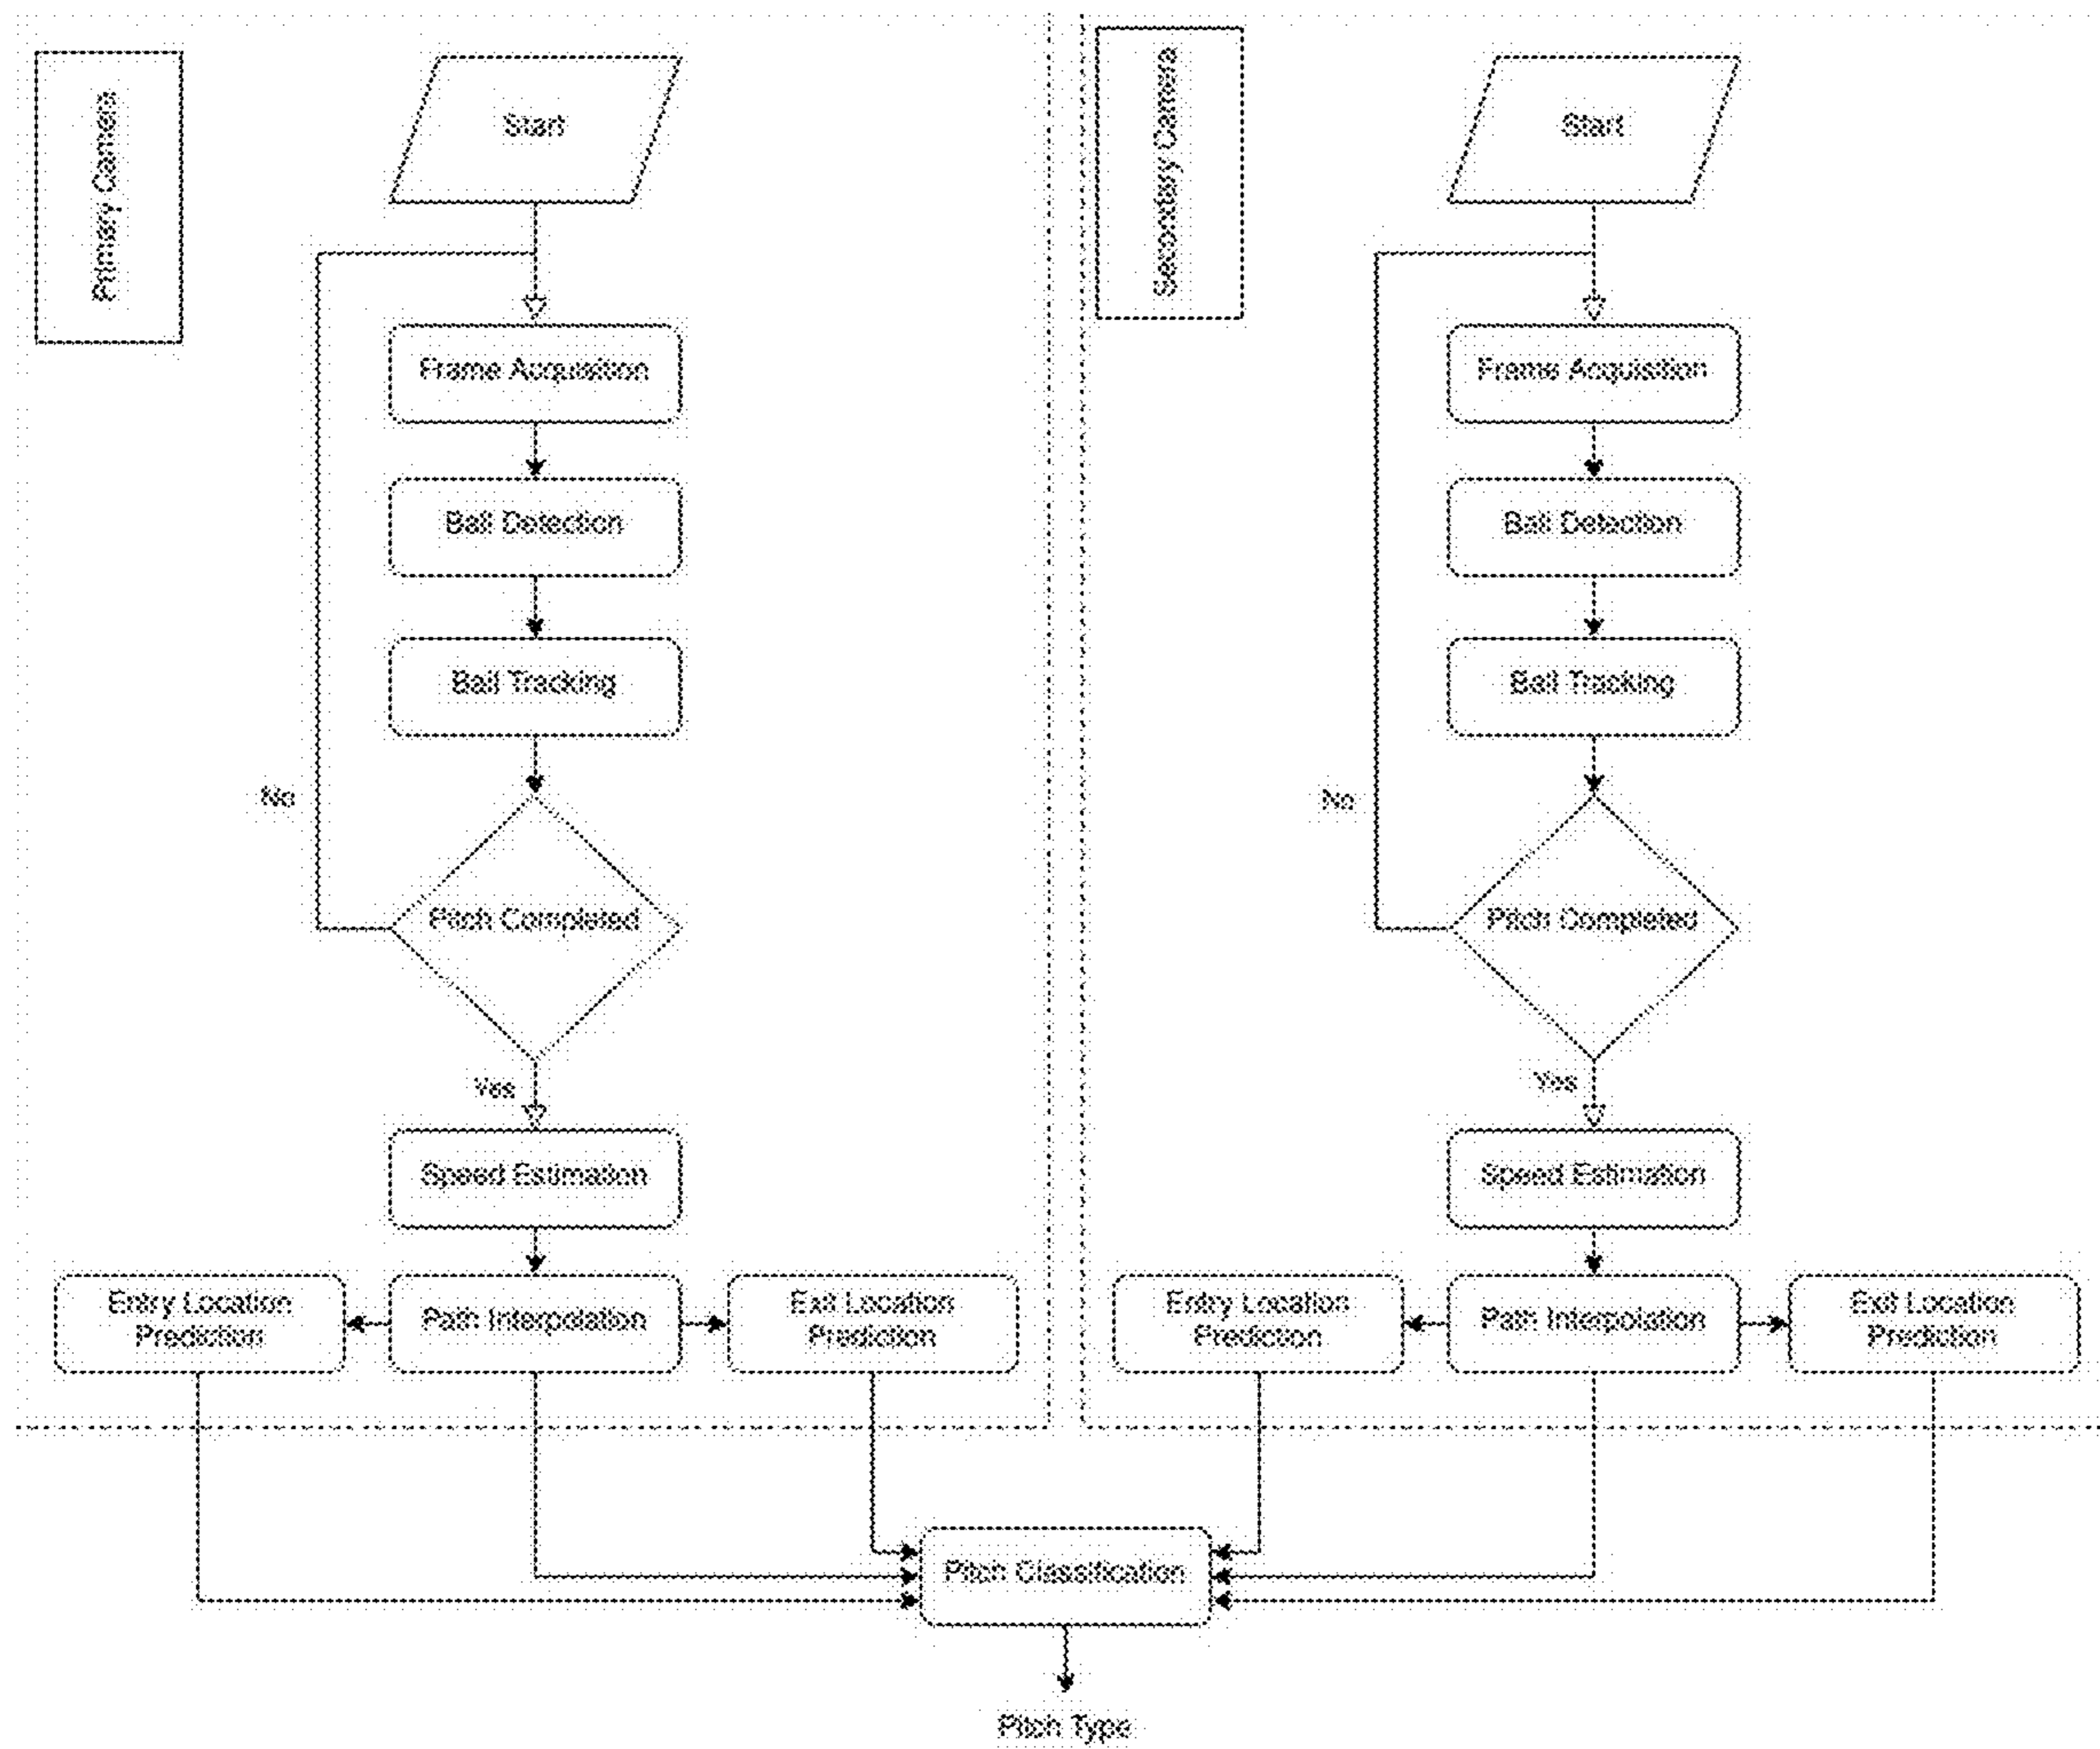 Primary Camera
Start
Frame Acquisition
Ball Detection
Ball Tracking
No
Pitch Completed
Yes
Speed Estimation
Entry Location
Prediction
Path Interpolation
Exit Location
Prediction
Secondary Camera
Start
Frame Acquisition
Ball Detection
Ball Tracking
No
Pitch Completed
Yes
Speed Estimation
Entry Location
Prediction
Path Interpolation
Exit Location
Prediction
Pitch Classification
Pitch Type